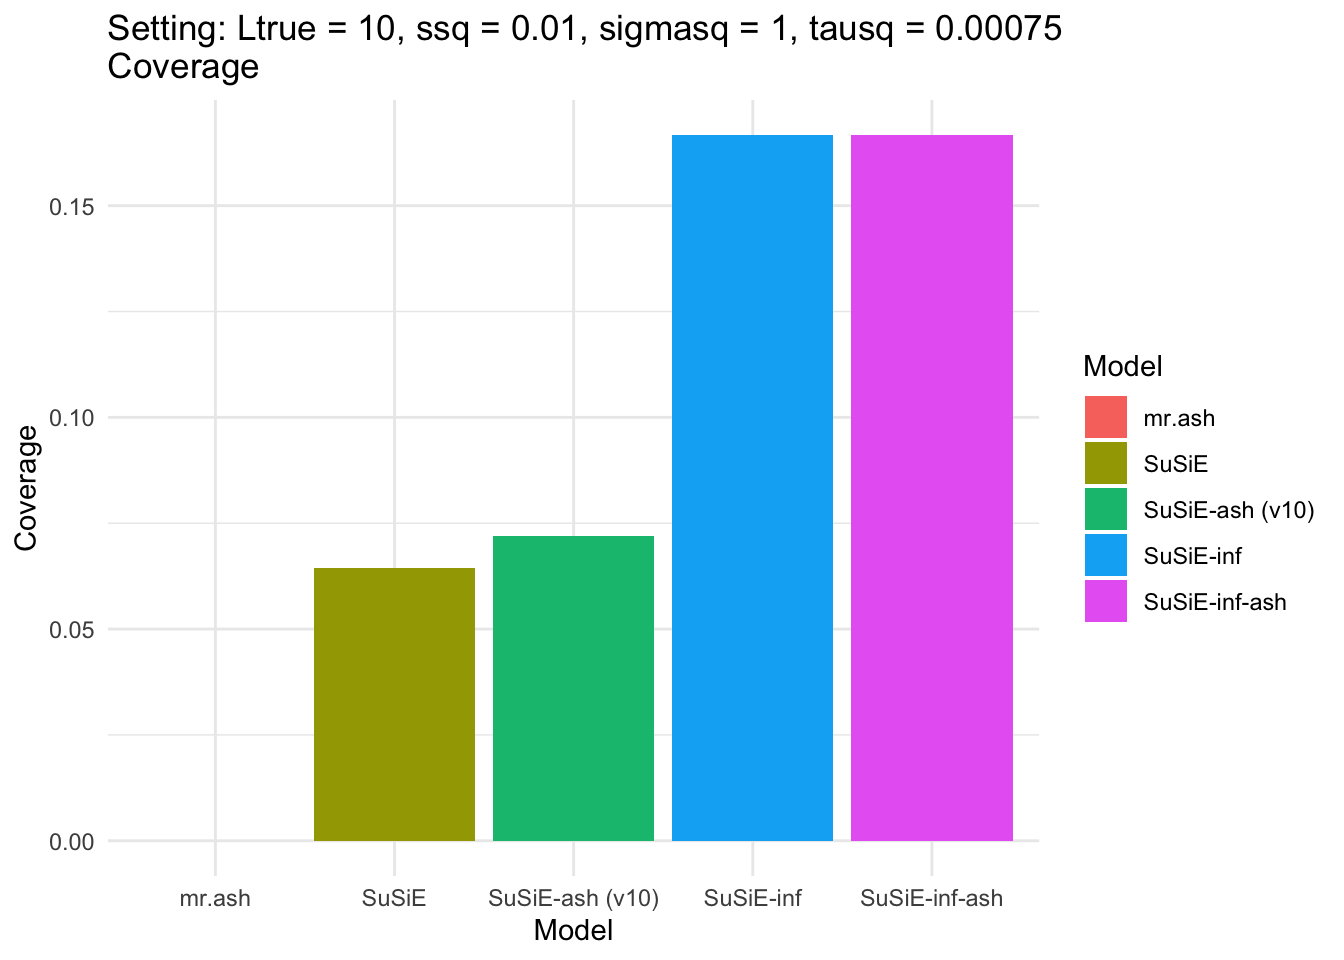 Setting: Ltrue = 10, ssq = 0.01, sigmasq = 1, tausq = 0.00075
Coverage
Coverage
0.15
0.10
0.05
0.00
mr.ash
SuSiE
SuSiE-ash (v10)
SuSiE-inf
SuSiE-inf-ash
Model
Model
mr.ash
SuSiE
SuSiE-ash (v10)
SuSiE-inf
SuSiE-inf-ash